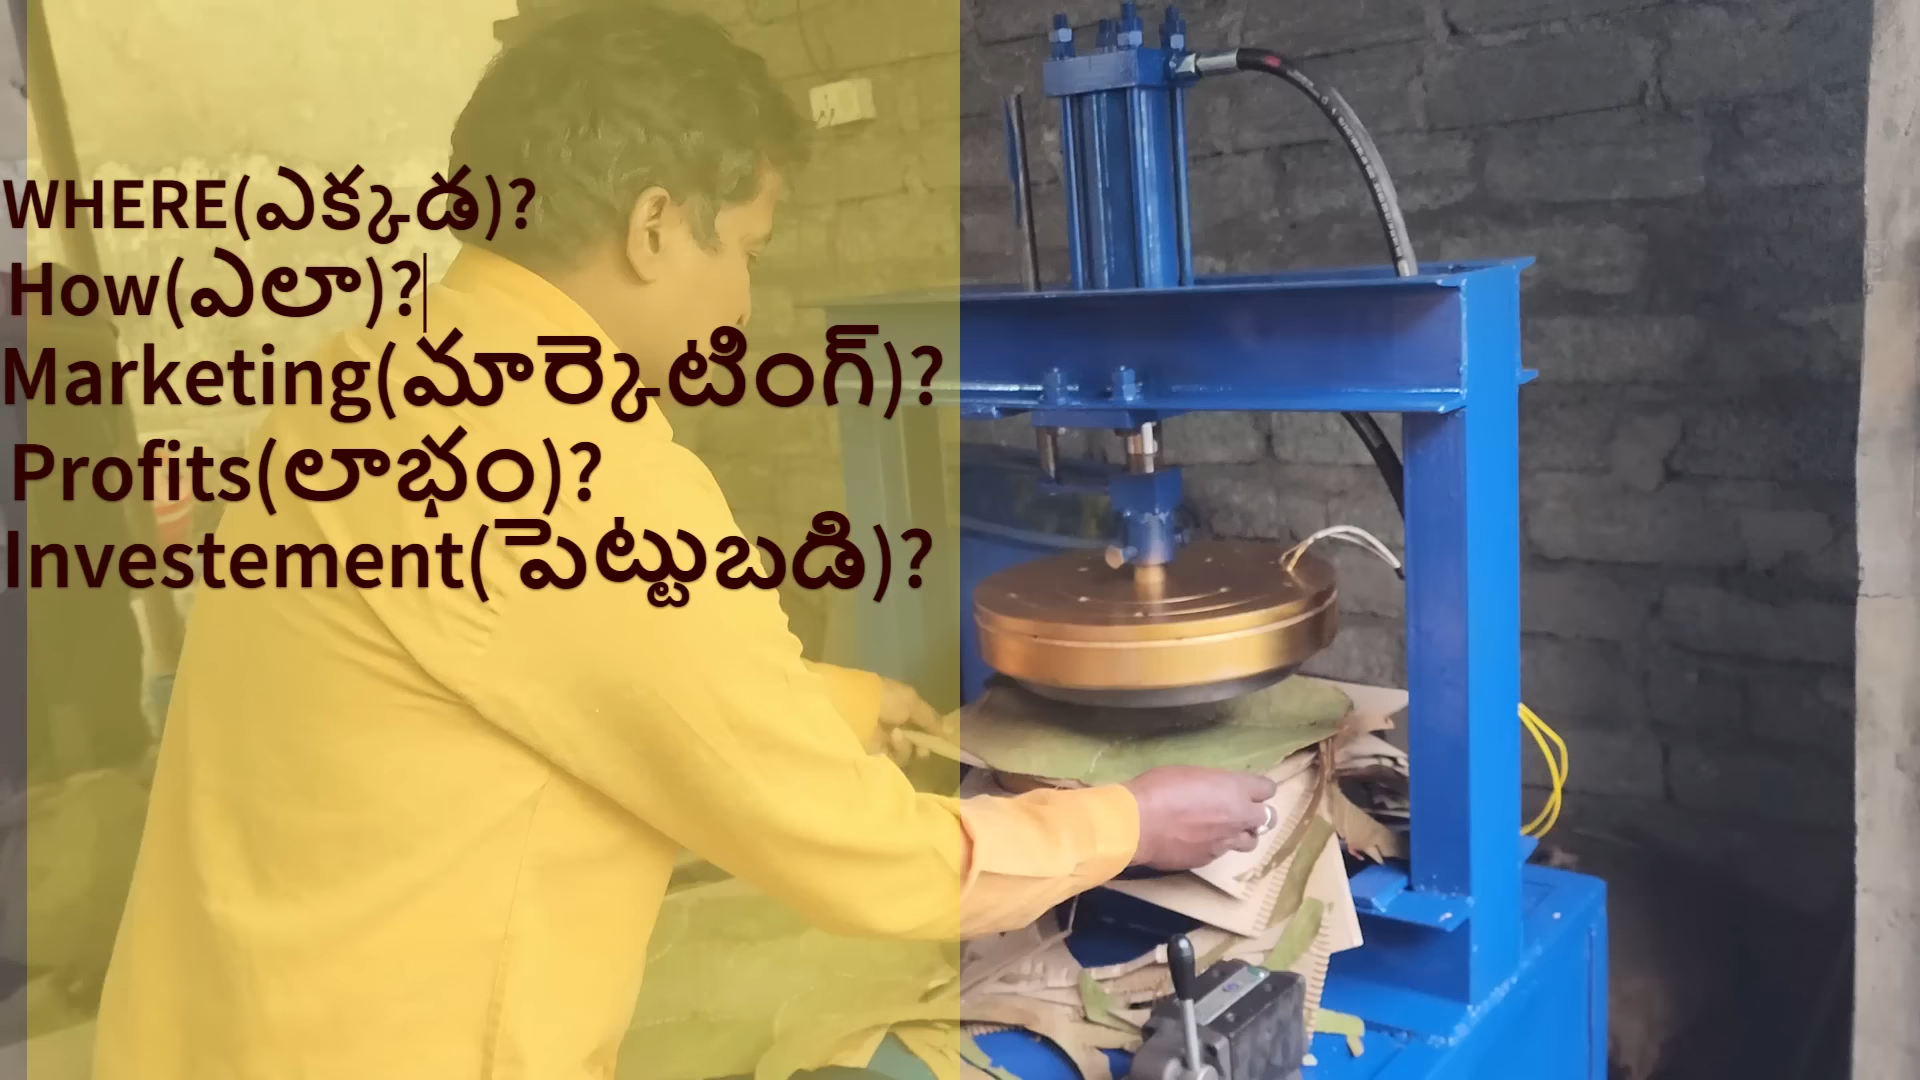 WHERE(ఎక్కడ)?
How(ఎలా)?
Marketing(మార్కెటింగ్)?
Profits(లాభం)?
Investement(పెట్టుబడి)?